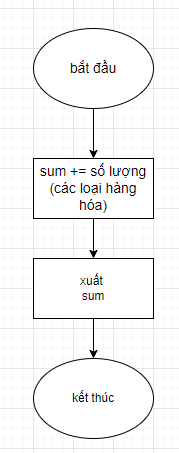 bắt đầu
sum += số lượng
(các loại hàng
hóa)
xuất
sum
kết thúc